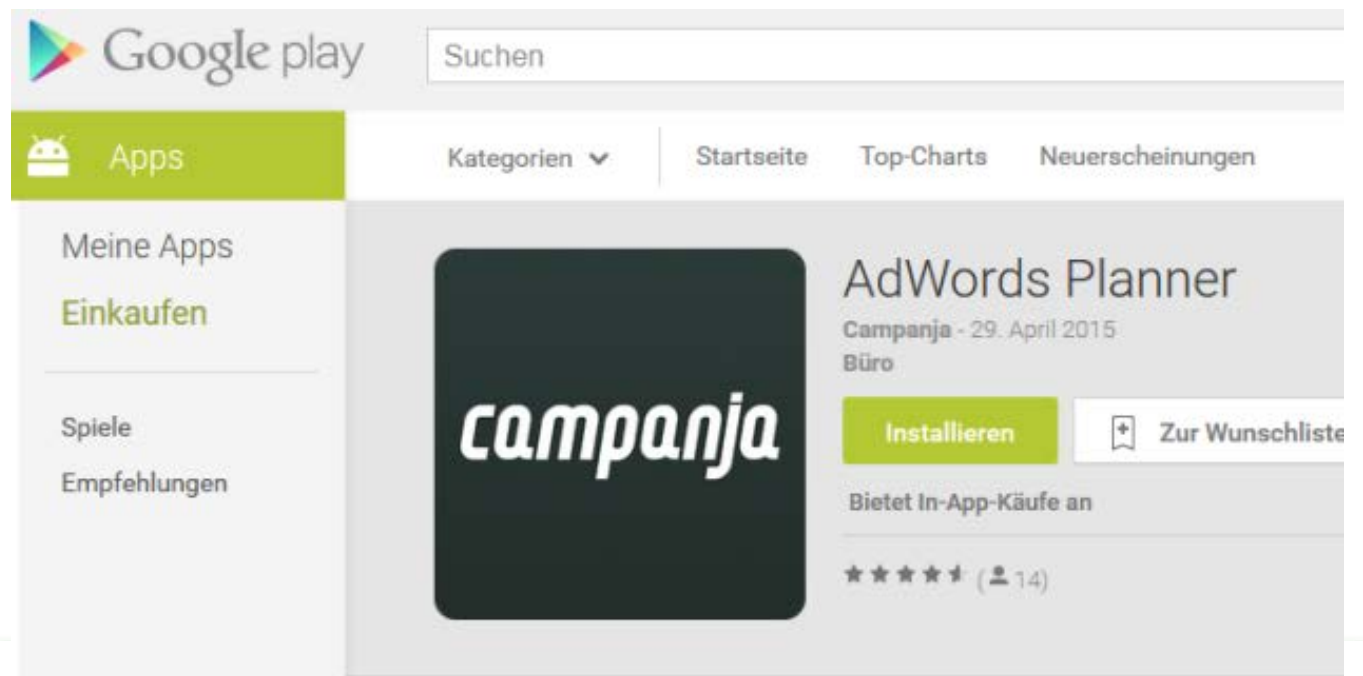 Google play
Suchen
Apps
Kategorien
Startseite
Top-Charts
Neuerscheinungen
Meine Apps
Einkaufen
Spiele
Empfehlungen
campanja
AdWords Planner
Campanja - 29. April 2015
Büro
Installieren
Zur Wunschliste
Bietet In-App-Käufe an
(14)